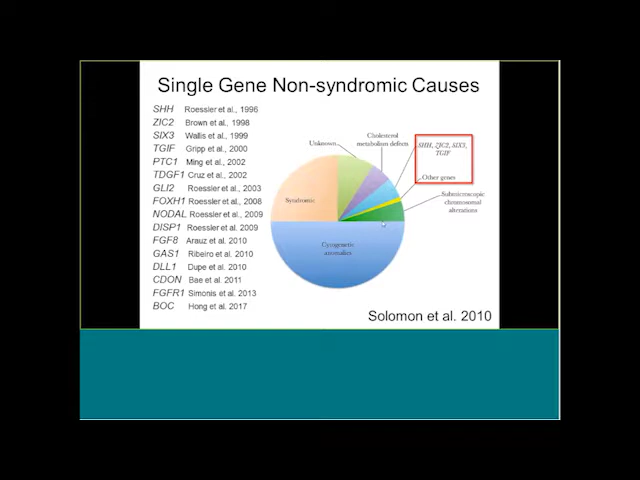 Single Gene Non-syndromic Causes
SHH Roessler et al., 1996
ZIC2 Brown et al., 1998
SIX3 Wallis et al., 1999
TGIF Gripp et al., 2000
PTC1 Ming et al., 2002
TDGF1 Cruz et al., 2002
GLI2 Roessler et al., 2003
FOXH1 Roessler et al., 2008
NODAL Roessler et al., 2009
DISP1 Roessler et al. 2009
FGF8 Arauz et al. 2010
GAS1 Ribeiro et al. 2010
DLL1 Dupe et al. 2010
CDON Bae et al. 2011
FGFR1 Simonis et al. 2013
BOC Hong et al. 2017
Unknown
Cholesterol
metabolism defects
SHH, ZIC2, SIX3,
TGIF
Other genes
Submicroscopic
chromosomal
alterations
Syndromic
Cytogenetic
anomalies
Solomon et al. 2010